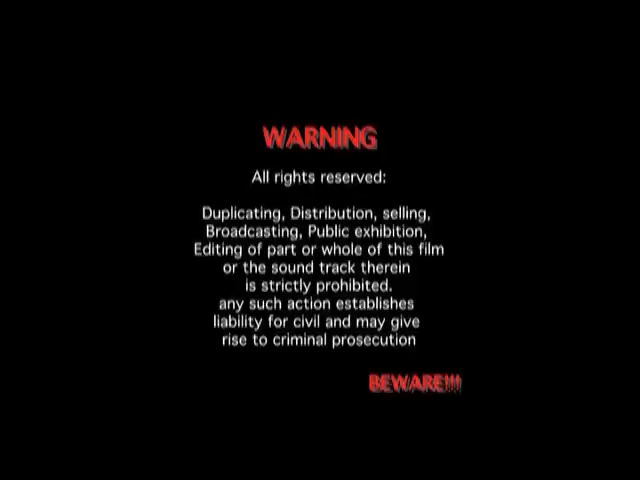 WARNING
All rights reserved:
Duplicating, Distribution, selling,
Broadcasting, Public exhibition,
Editing of part or whole of this film
or the sound track therein
is strictly prohibited.
any such action establishes
liability for civil and may give
rise to criminal prosecution
BEWARE!!!